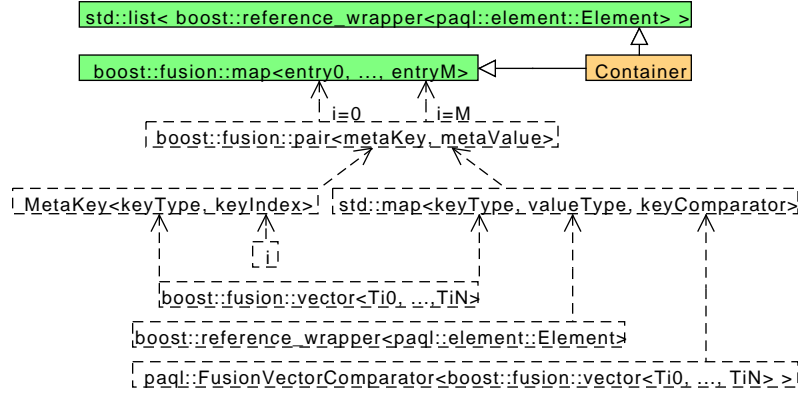 std::list< boost::reference_wrapper<paql::element::Element> >
boost::fusion::map<entry0, ..., entryM>
Container
i=0
i=M
boost::fusion::pair<metaKey, metaValue>
MetaKey<keyType, keyIndex>
std::map<keyType, valueType, keyComparator>
i
boost::fusion::vector<Ti0, ...,TiN>
boost::reference_wrapper<paql::element::Element>
paql::FusionVectorComparator<boost::fusion::vector<Ti0, ..., TiN> >